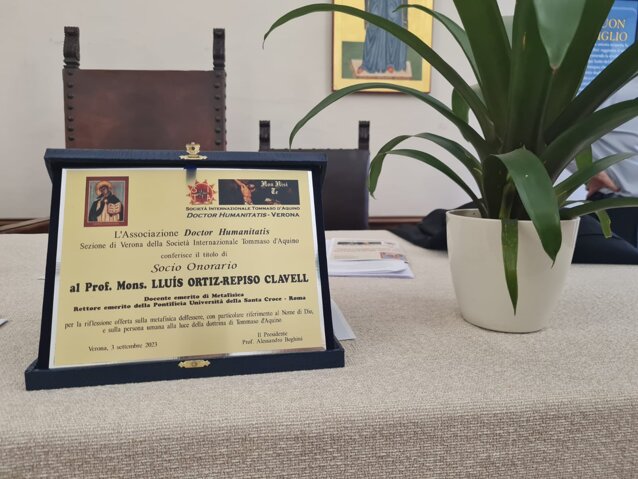 Non Nisi
Te
SOCIETÀ INTERNAZIONALE TOMMASO D'AQUINO
DOCTOR HUMANITATIS - VERONA
L'Associazione Doctor Humanitatis
Sezione di Verona della Società Internazionale Tommaso d'Aquino
conferisce il titolo di
Socio Onorario
al Prof. Mons. LLUÍS ORTIZ-REPISO CLAVELL
Docente emerito di Metafisica
Rettore emerito della Pontificia Università della Santa Croce - Roma
per la riflessione offerta sulla metafisica dell'essere, con particolare riferimento al Nome di Dio,
e sulla persona umana alla luce della dottrina di Tommaso d'Aquino.
Verona, 3 settembre 2023
Il Presidente
Prof. Alessandro Beghini